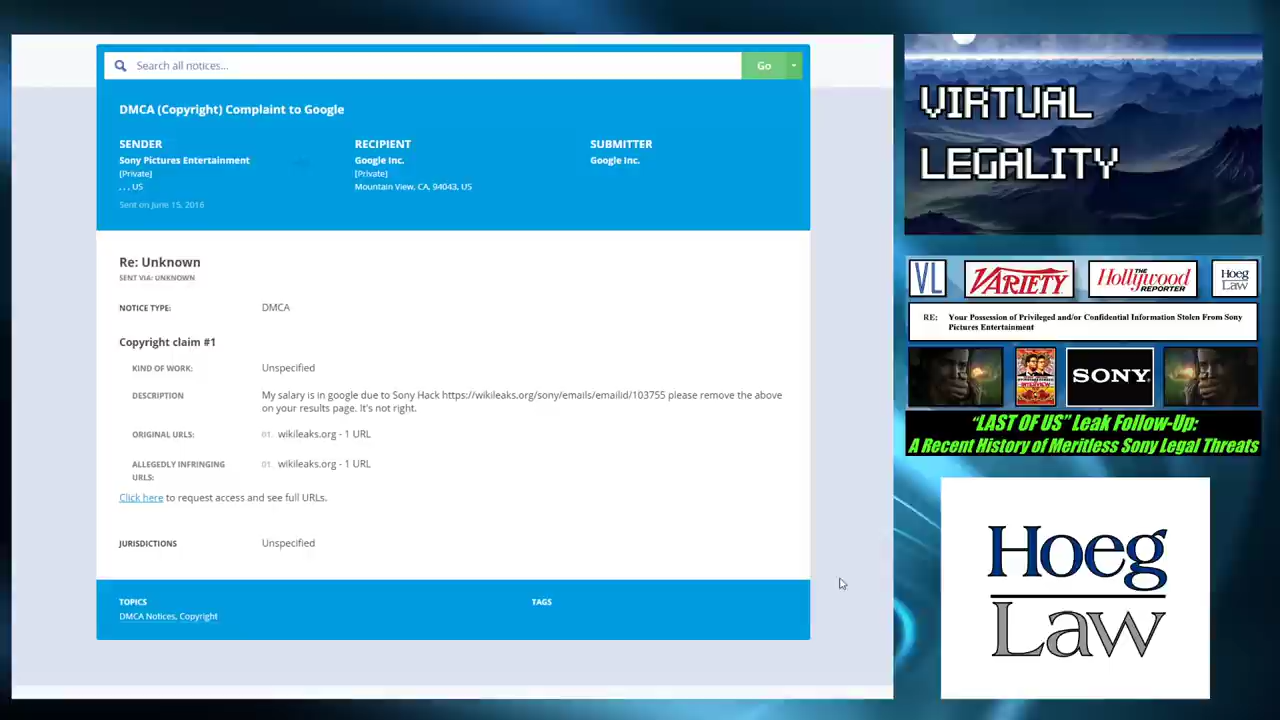 Search all notices...
Go
DMCA (Copyright) Complaint to Google
SENDER
Sony Pictures Entertainment
[Private]
, , , US
Sent on June 15, 2016
RECIPIENT
Google Inc.
[Private]
Mountain View, CA, 94043, US
SUBMITTER
Google Inc.
Re: Unknown
SENT VIA: UNKNOWN
NOTICE TYPE: DMCA
Copyright claim #1
KIND OF WORK: Unspecified
DESCRIPTION My salary is in google due to Sony Hack https://wikileaks.org/sony/emails/emailid/103755 please remove the above
on your results page. It's not right.
ORIGINAL URLS: 01. wikileaks.org - 1 URL
ALLEGEDLY INFRINGING 01. wikileaks.org - 1 URL
URLS:
Click here to request access and see full URLs.
JURISDICTIONS Unspecified
TOPICS
DMCA Notices, Copyright
TAGS
VIRTUAL
LEGALITY
VL
VARIETY
THE
Hollywood
REPORTER
Hoeg
Law
RE: Your Possession of Privileged and/or Confidential Information Stolen From Sony
Pictures Entertainment
SONY
"LAST OF US" Leak Follow-Up:
A Recent History of Meritless Sony Legal Threats
Hoeg
Law